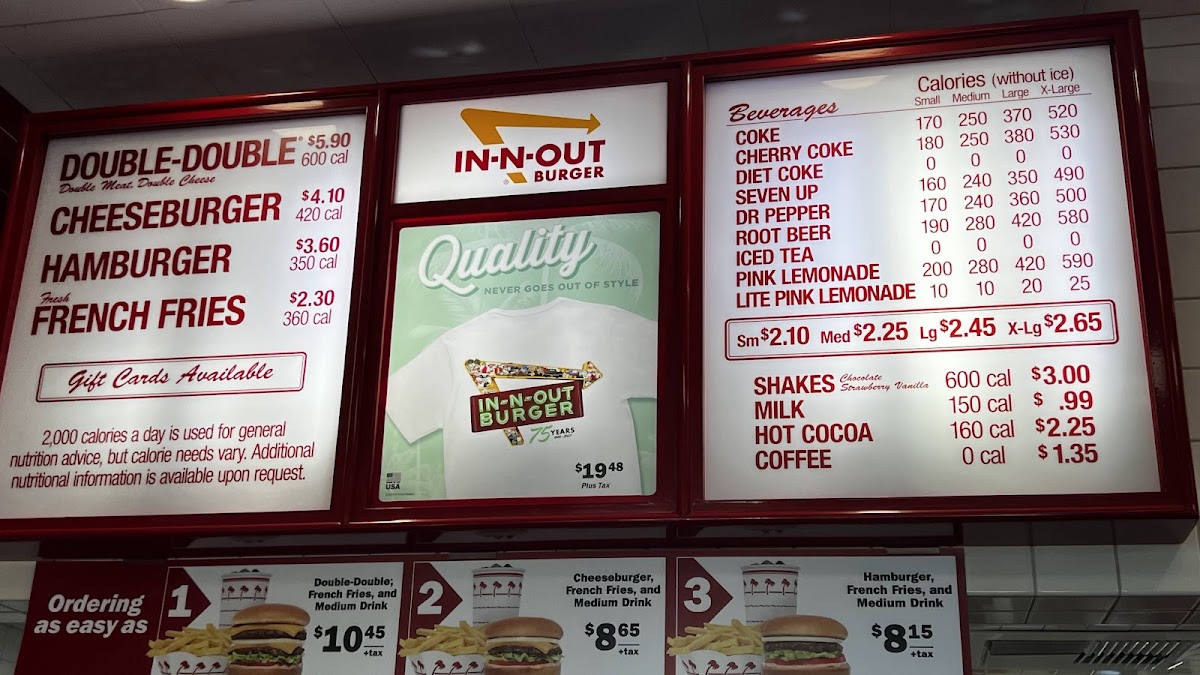 DOUBLE-DOUBLE® $5.90
Double Meat, Double Cheese 600 cal
CHEESEBURGER $4.10
420 cal
HAMBURGER $3.60
350 cal
Fresh
FRENCH FRIES $2.30
360 cal
Gift Cards Available
2,000 calories a day is used for general
nutrition advice, but calorie needs vary. Additional
nutritional information is available upon request.
IN-N-OUT
BURGER
Quality
NEVER GOES OUT OF STYLE
IN-N-OUT
BURGER
75 YEARS
USA
$19.48
Plus Tax
Calories (without ice)
Beverages Small Medium Large X-Large
COKE 170 250 370 520
CHERRY COKE 180 250 380 530
DIET COKE 0 0 0 0
SEVEN UP 160 240 350 490
DR PEPPER 170 240 360 500
ROOT BEER 190 280 420 580
ICED TEA 0 0 0 0
PINK LEMONADE 200 280 420 590
LITE PINK LEMONADE 10 10 20 25
Sm $2.10 Med $2.25 Lg $2.45 X-Lg $2.65
SHAKES Chocolate Strawberry Vanilla 600 cal $3.00
MILK 150 cal $.99
HOT COCOA 160 cal $2.25
COFFEE 0 cal $1.35
Ordering
as easy as
1
Double-Double,
French Fries, and
Medium Drink
$10.45
+tax
2
Cheeseburger,
French Fries, and
Medium Drink
$8.65
+tax
3
Hamburger,
French Fries, and
Medium Drink
$8.15
+tax